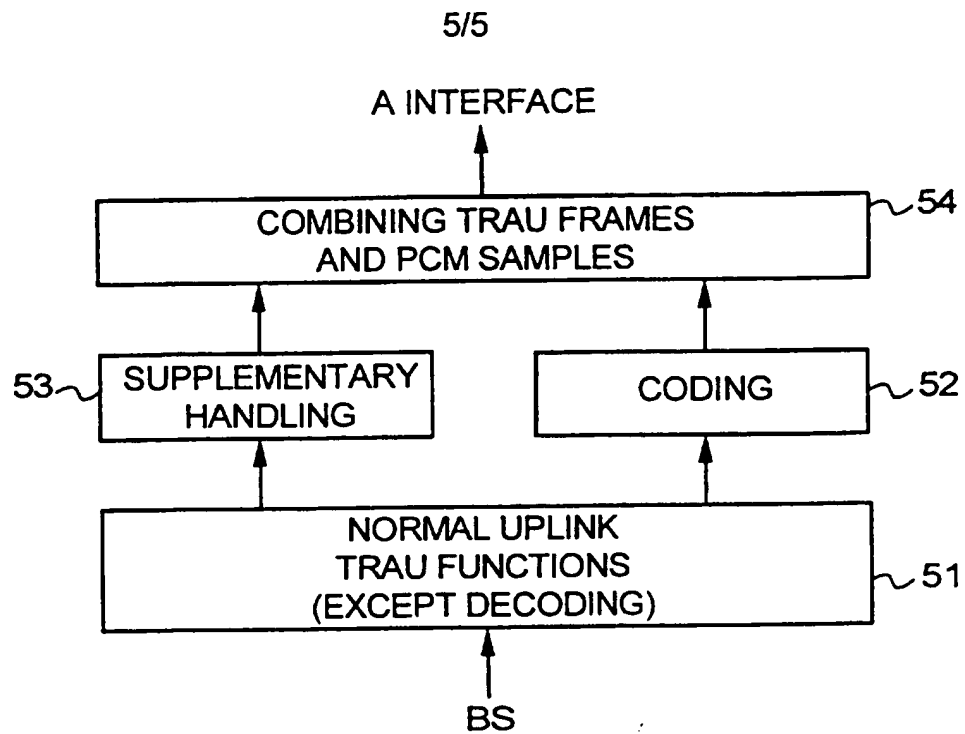 5/5
A INTERFACE
COMBINING TRAU FRAMES
AND PCM SAMPLES
54
53
SUPPLEMENTARY
HANDLING
CODING
52
NORMAL UPLINK
TRAU FUNCTIONS
(EXCEPT DECODING)
51
BS